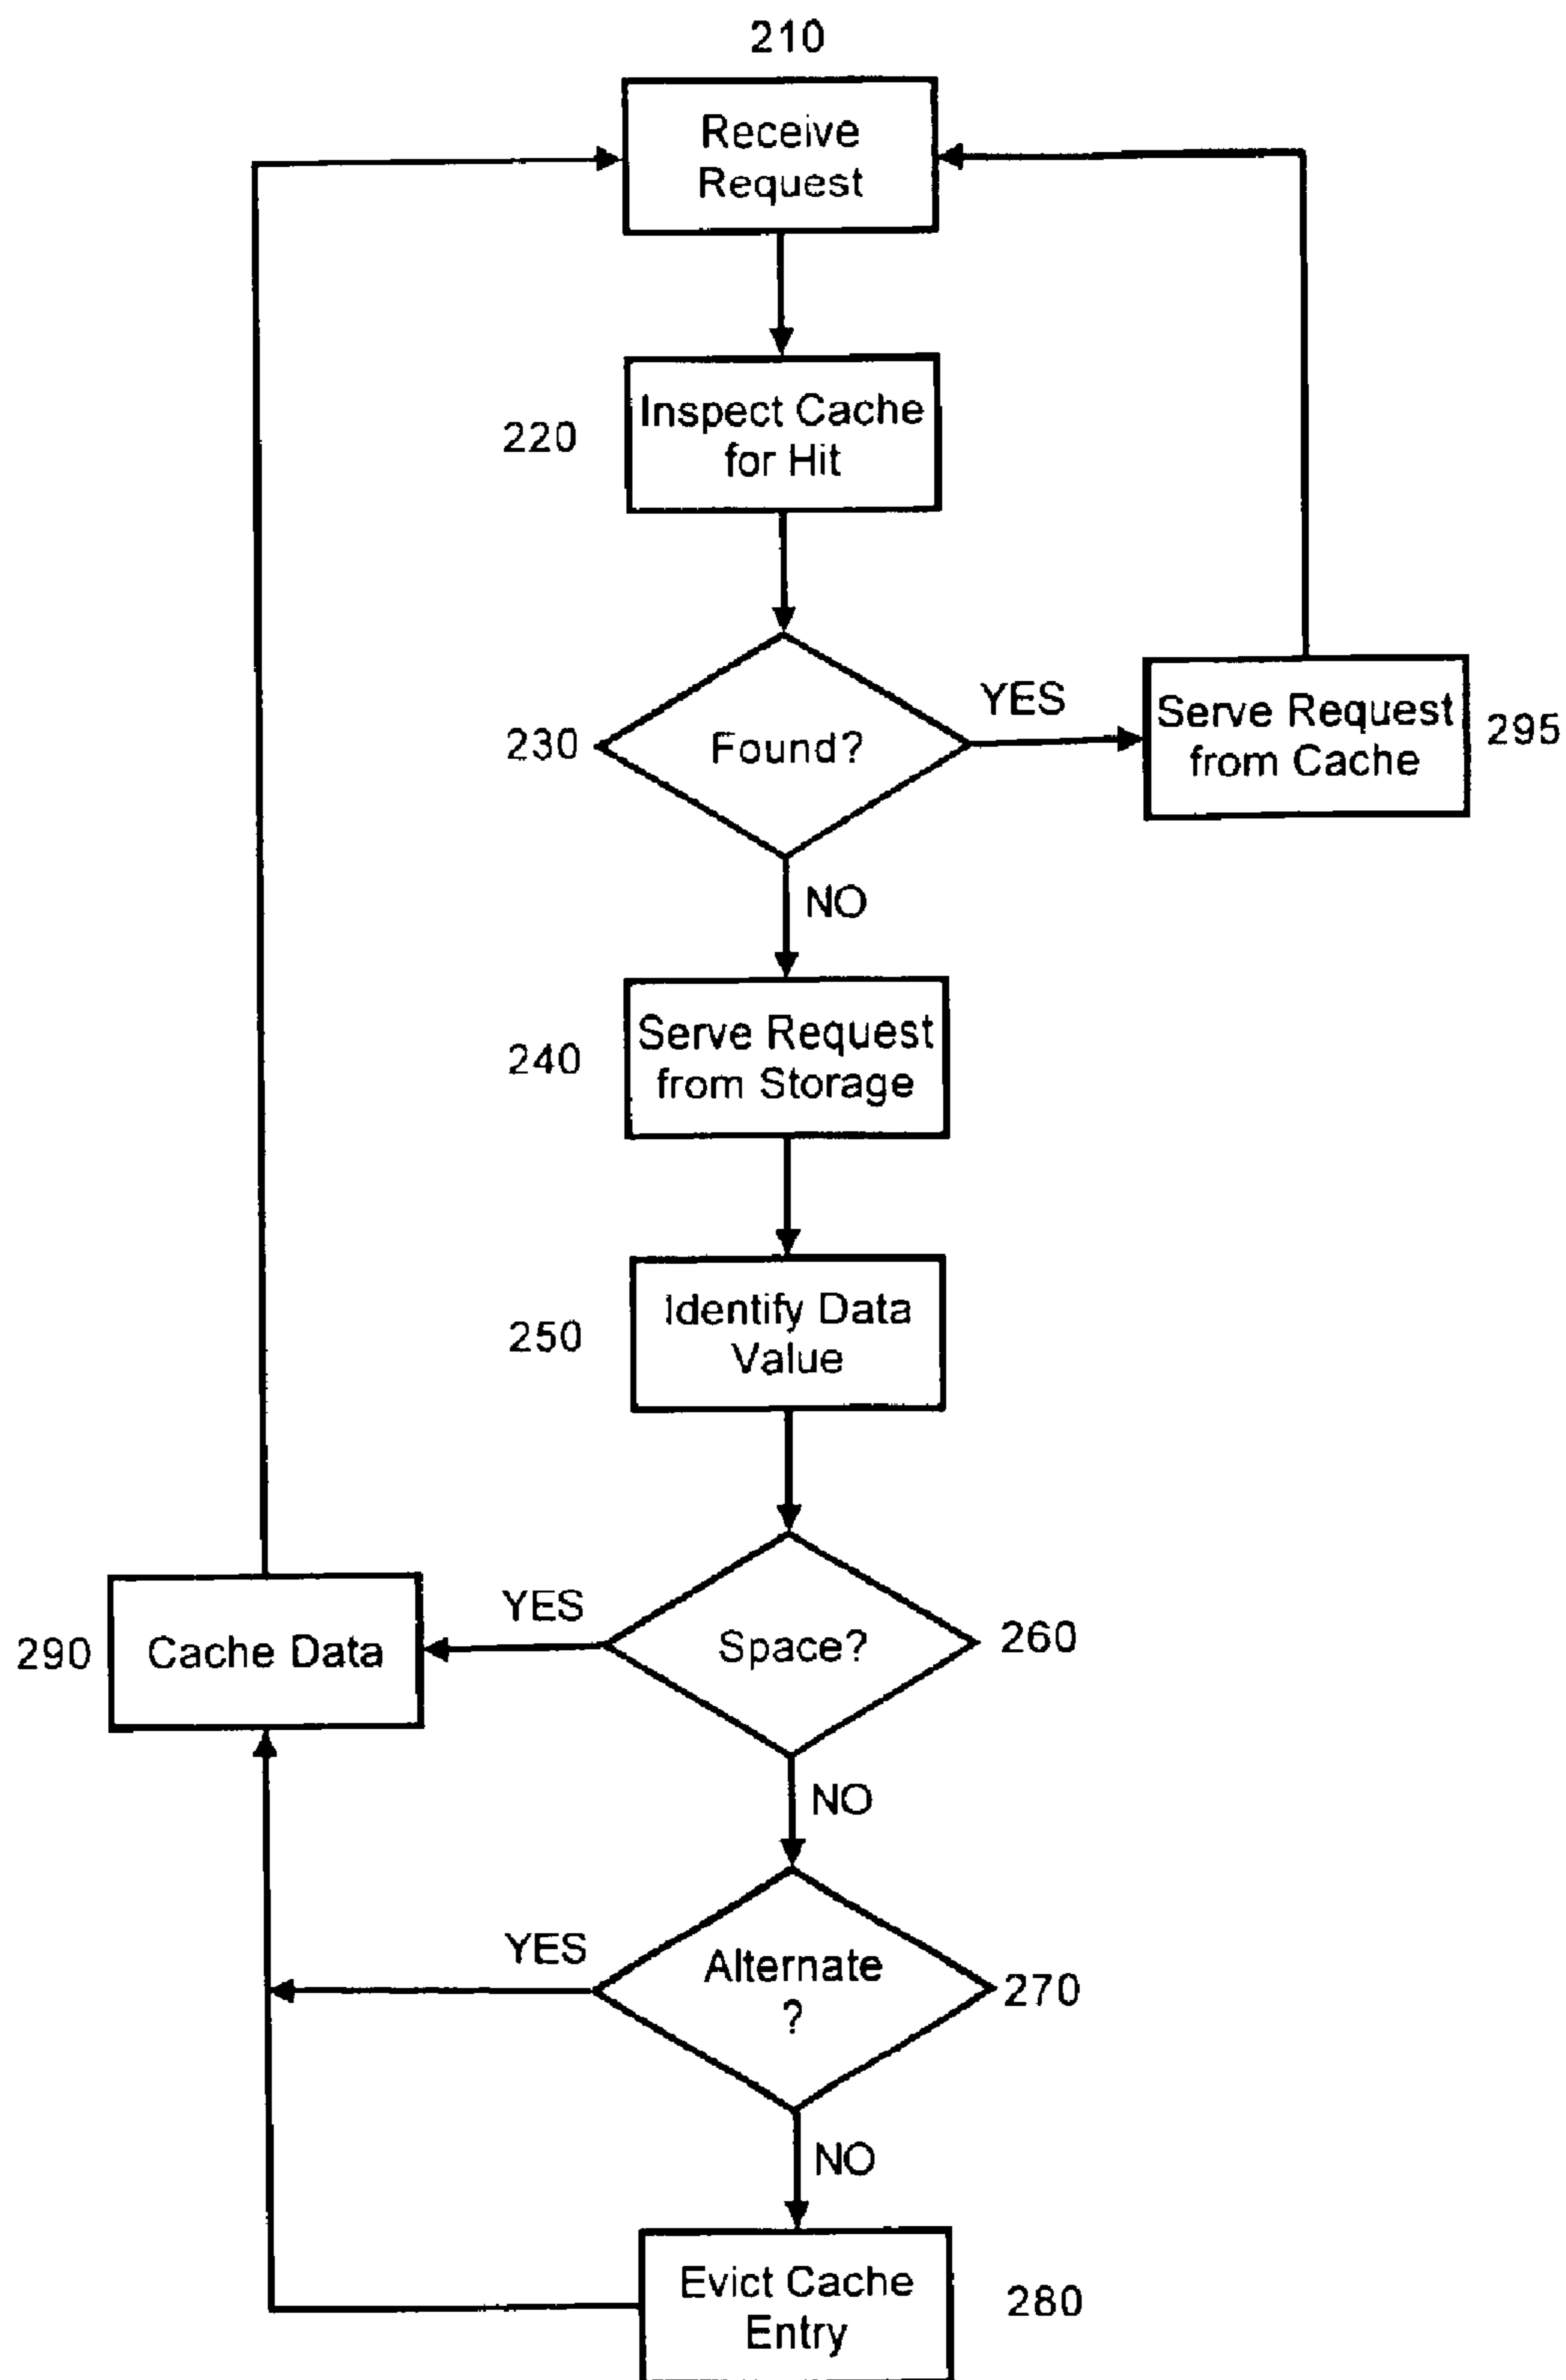 210
Receive
Request
220
Inspect Cache
for Hit
230
Found?
YES
Serve Request
from Cache
295
NO
240
Serve Request
from Storage
250
Identify Data
Value
290
Cache Data
YES
Space?
260
NO
YES
Alternate
?
270
NO
Evict Cache
Entry
280